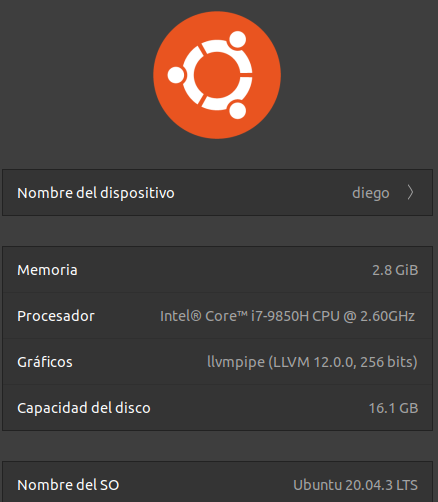 Nombre del dispositivo diego
Memoria 2.8 GiB
Procesador Intel® Core™ i7-9850H CPU @ 2.60GHz
Gráficos llvmpipe (LLVM 12.0.0, 256 bits)
Capacidad del disco 16.1 GB
Nombre del SO Ubuntu 20.04.3 LTS